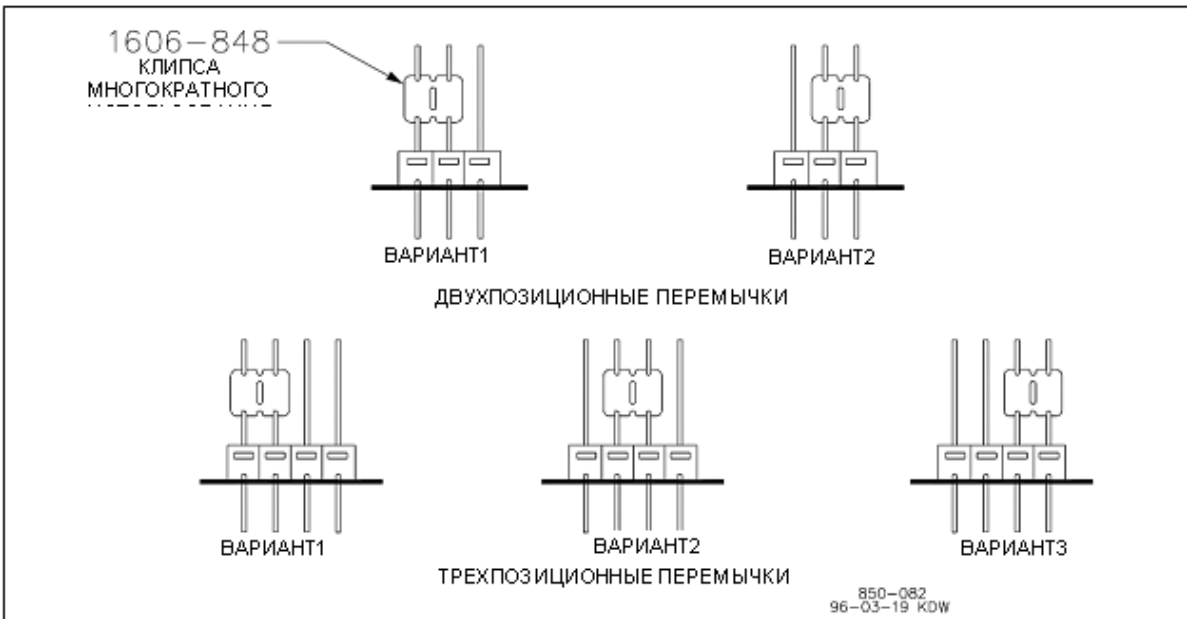 1606-848
КЛИПСА
МНОГОКРАТНОГО
ВАРИАНТ1
ВАРИАНТ2
ДВУХПОЗИЦИОННЫЕ ПЕРЕМЫЧКИ
ВАРИАНТ1
ВАРИАНТ2
ВАРИАНТ3
ТРЕХПОЗИЦИОННЫЕ ПЕРЕМЫЧКИ
850-082
96-03-19 KDW